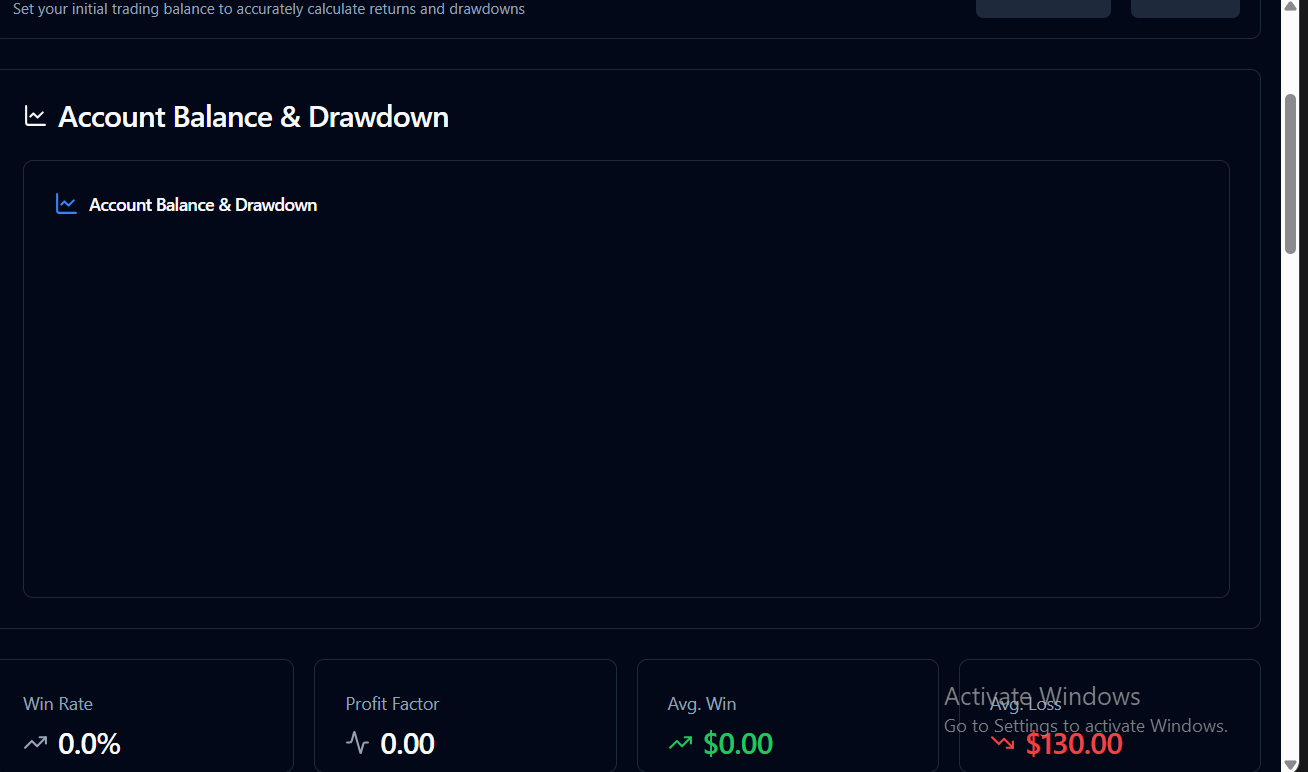 Set your initial trading balance to accurately calculate returns and drawdowns
Account Balance & Drawdown
Account Balance & Drawdown
Win Rate
0.0%
Profit Factor
0.00
Avg. Win
$0.00
Avg. Loss
$130.00
Activate Windows
Go to Settings to activate Windows.